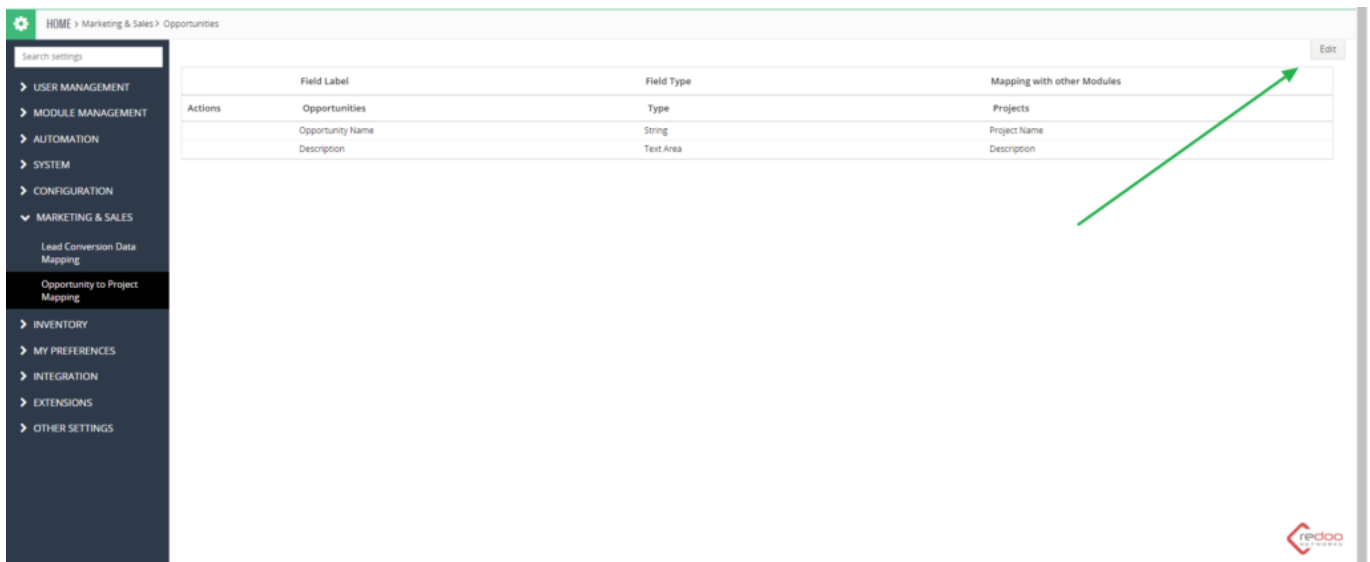 HOME > Marketing & Sales > Opportunities
Search settings
Edit
USER MANAGEMENT
MODULE MANAGEMENT
AUTOMATION
SYSTEM
CONFIGURATION
MARKETING & SALES
Lead Conversion Data
Mapping
Opportunity to Project
Mapping
INVENTORY
MY PREFERENCES
INTEGRATION
EXTENSIONS
OTHER SETTINGS
Field Label Field Type Mapping with other Modules
Actions Opportunities Type Projects
Opportunity Name String Project Name
Description Text Area Description
redoo
NETWORKS